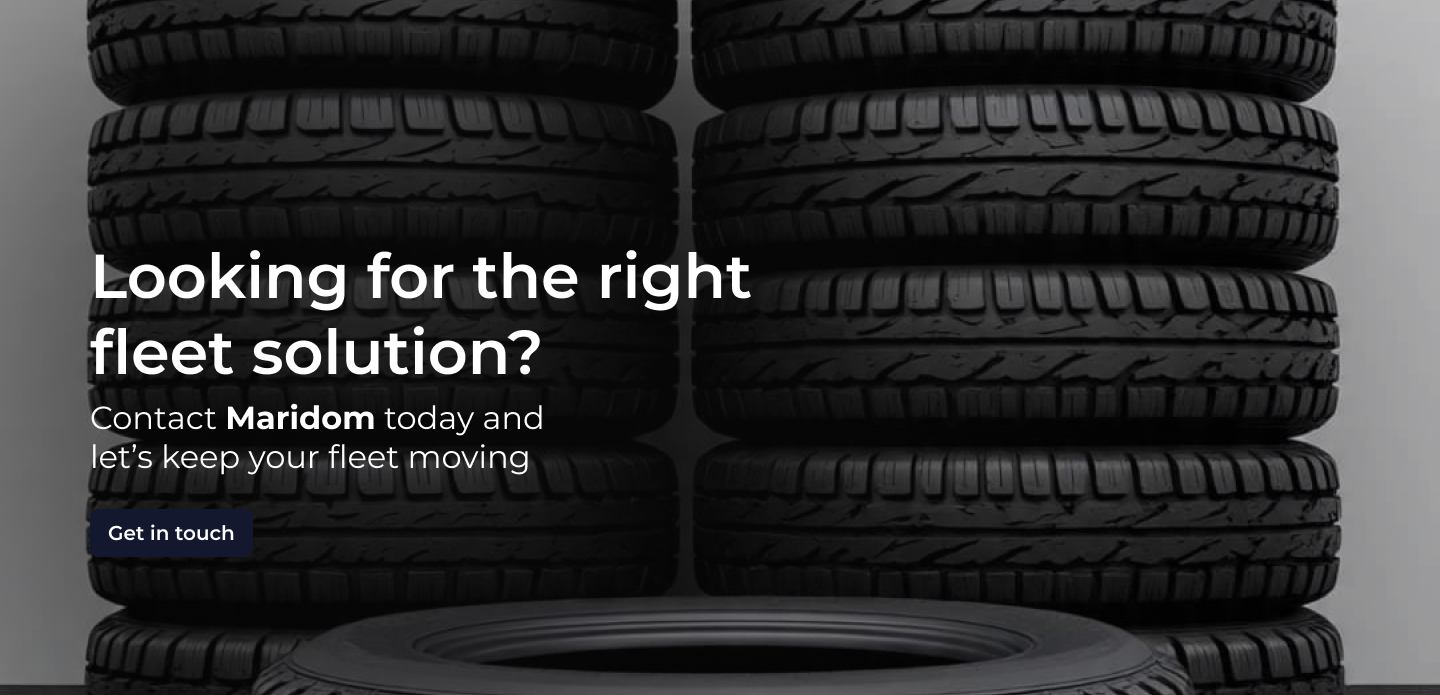 Looking for the right
fleet solution?
Contact Maridom today and
let’s keep your fleet moving
Get in touch